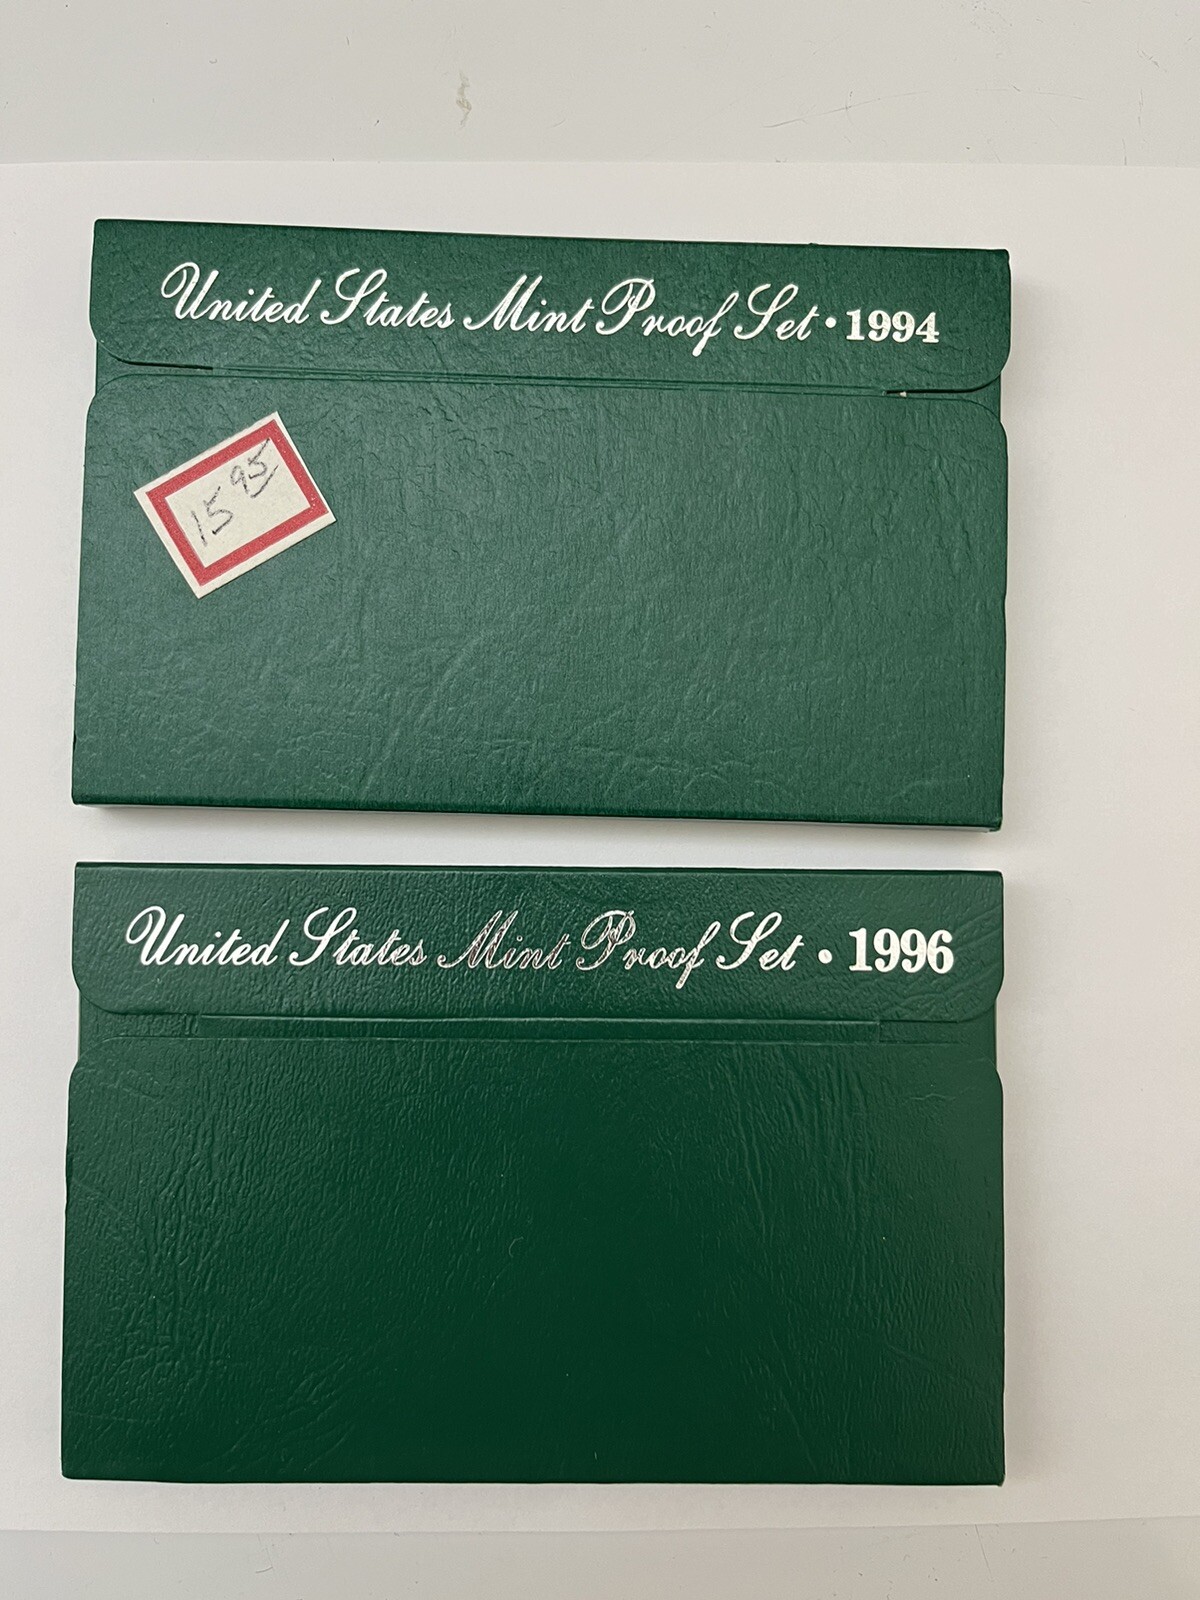 United States Mint Proof Set • 1994
15 95
United States Mint Proof Set • 1996